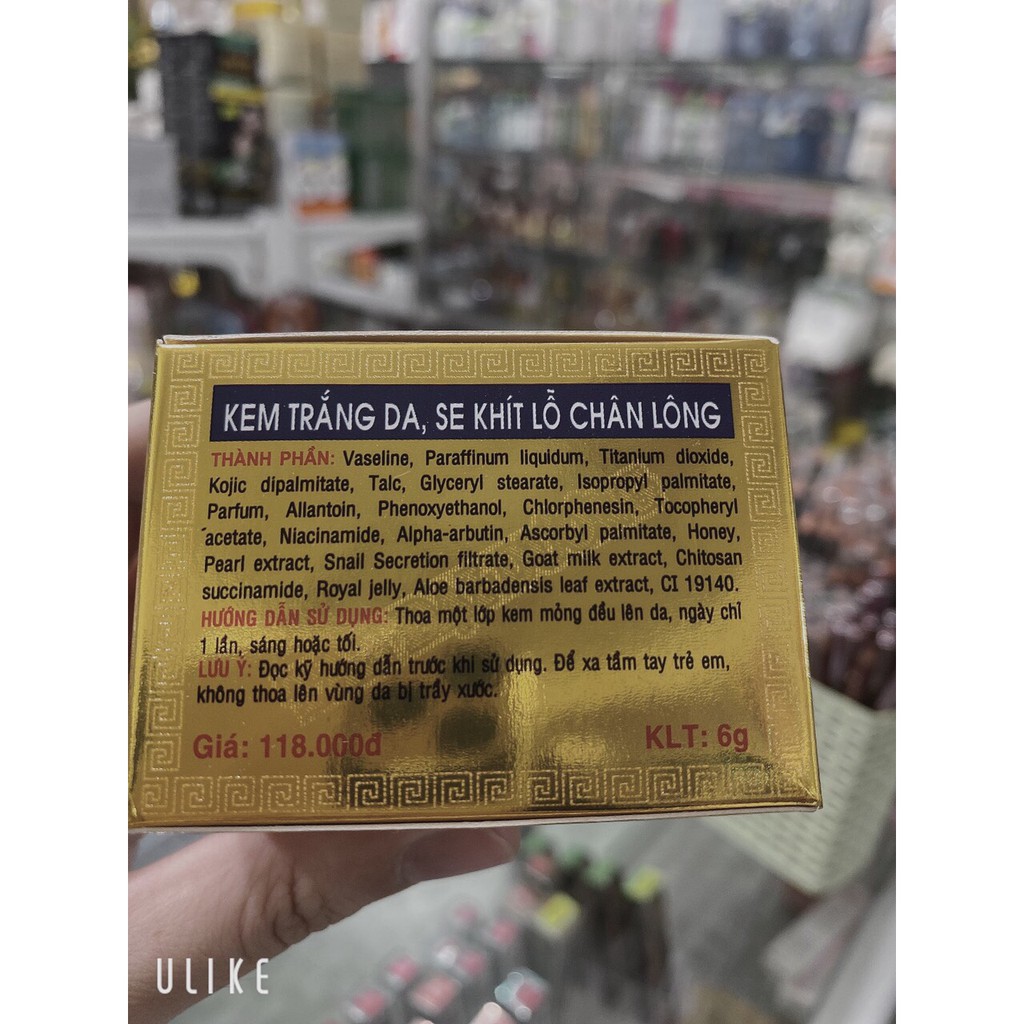 KEM TRẮNG DA, SE KHÍT LỖ CHÂN LÔNG
THÀNH PHẦN: Vaseline, Paraffinum liquidum, Titanium dioxide,
Kojic dipalmitate, Talc, Glyceryl stearate, Isopropyl palmitate,
Parfum, Allantoin, Phenoxyethanol, Chlorphenesin, Tocopheryl
acetate, Niacinamide, Alpha-arbutin, Ascorbyl palmitate, Honey,
Pearl extract, Snail Secretion filtrate, Goat milk extract, Chitosan
succinamide, Royal jelly, Aloe barbadensis leaf extract, CI 19140.
HƯỚNG DẪN SỬ DỤNG: Thoa một lớp kem mỏng đều lên da, ngày chỉ
1 lần, sáng hoặc tối.
LƯU Ý: Đọc kỹ hướng dẫn trước khi sử dụng. Để xa tầm tay trẻ em,
không thoa lên vùng da bị trầy xước.
Giá: 118.000đ KLT: 6g
ULIKE